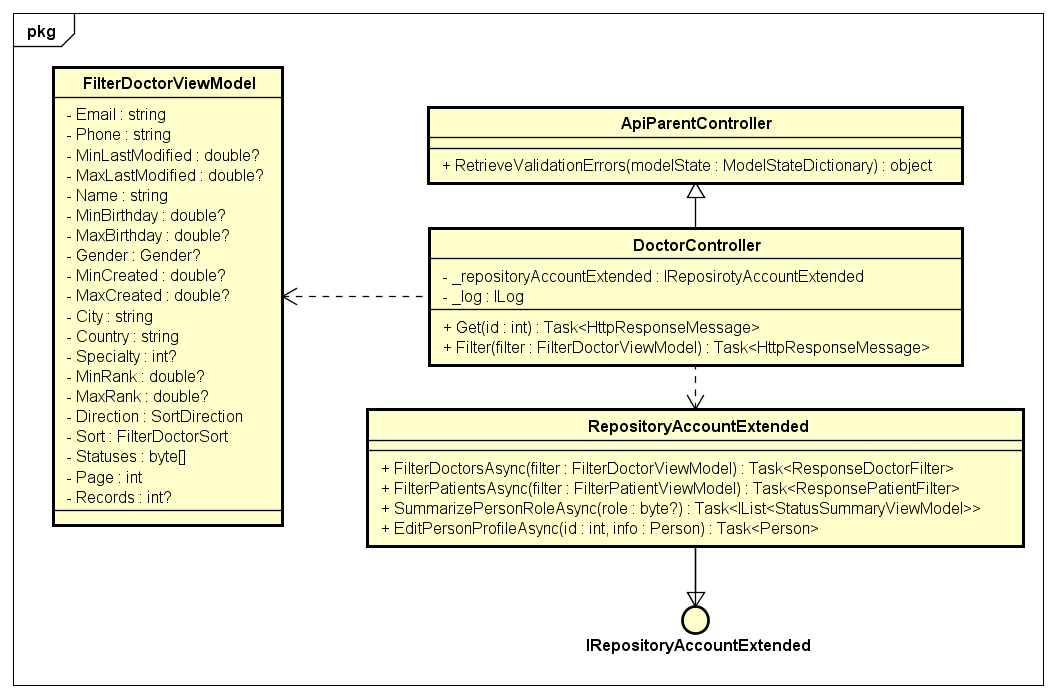 pkg
FilterDoctorViewModel
- Email : string
- Phone : string
- MinLastModified : double?
- MaxLastModified : double?
- Name : string
- MinBirthday : double?
- MaxBirthday : double?
- Gender : Gender?
- MinCreated : double?
- MaxCreated : double?
- City : string
- Country : string
- Specialty : int?
- MinRank : double?
- MaxRank : double?
- Direction : SortDirection
- Sort : FilterDoctorSort
- Statuses : byte[]
- Page : int
- Records : int?
ApiParentController
+ RetrieveValidationErrors(modelState : ModelStateDictionary) : object
DoctorController
- _repositoryAccountExtended : IReposirotyAccountExtended
- _log : ILog
+ Get(id : int) : Task<HttpResponseMessage>
+ Filter(filter : FilterDoctorViewModel) : Task<HttpResponseMessage>
RepositoryAccountExtended
+ FilterDoctorsAsync(filter : FilterDoctorViewModel) : Task<ResponseDoctorFilter>
+ FilterPatientsAsync(filter : FilterPatientViewModel) : Task<ResponsePatientFilter>
+ SummarizePersonRoleAsync(role : byte?) : Task<IList<StatusSummaryViewModel>>
+ EditPersonProfileAsync(id : int, info : Person) : Task<Person>
IRepositoryAccountExtended